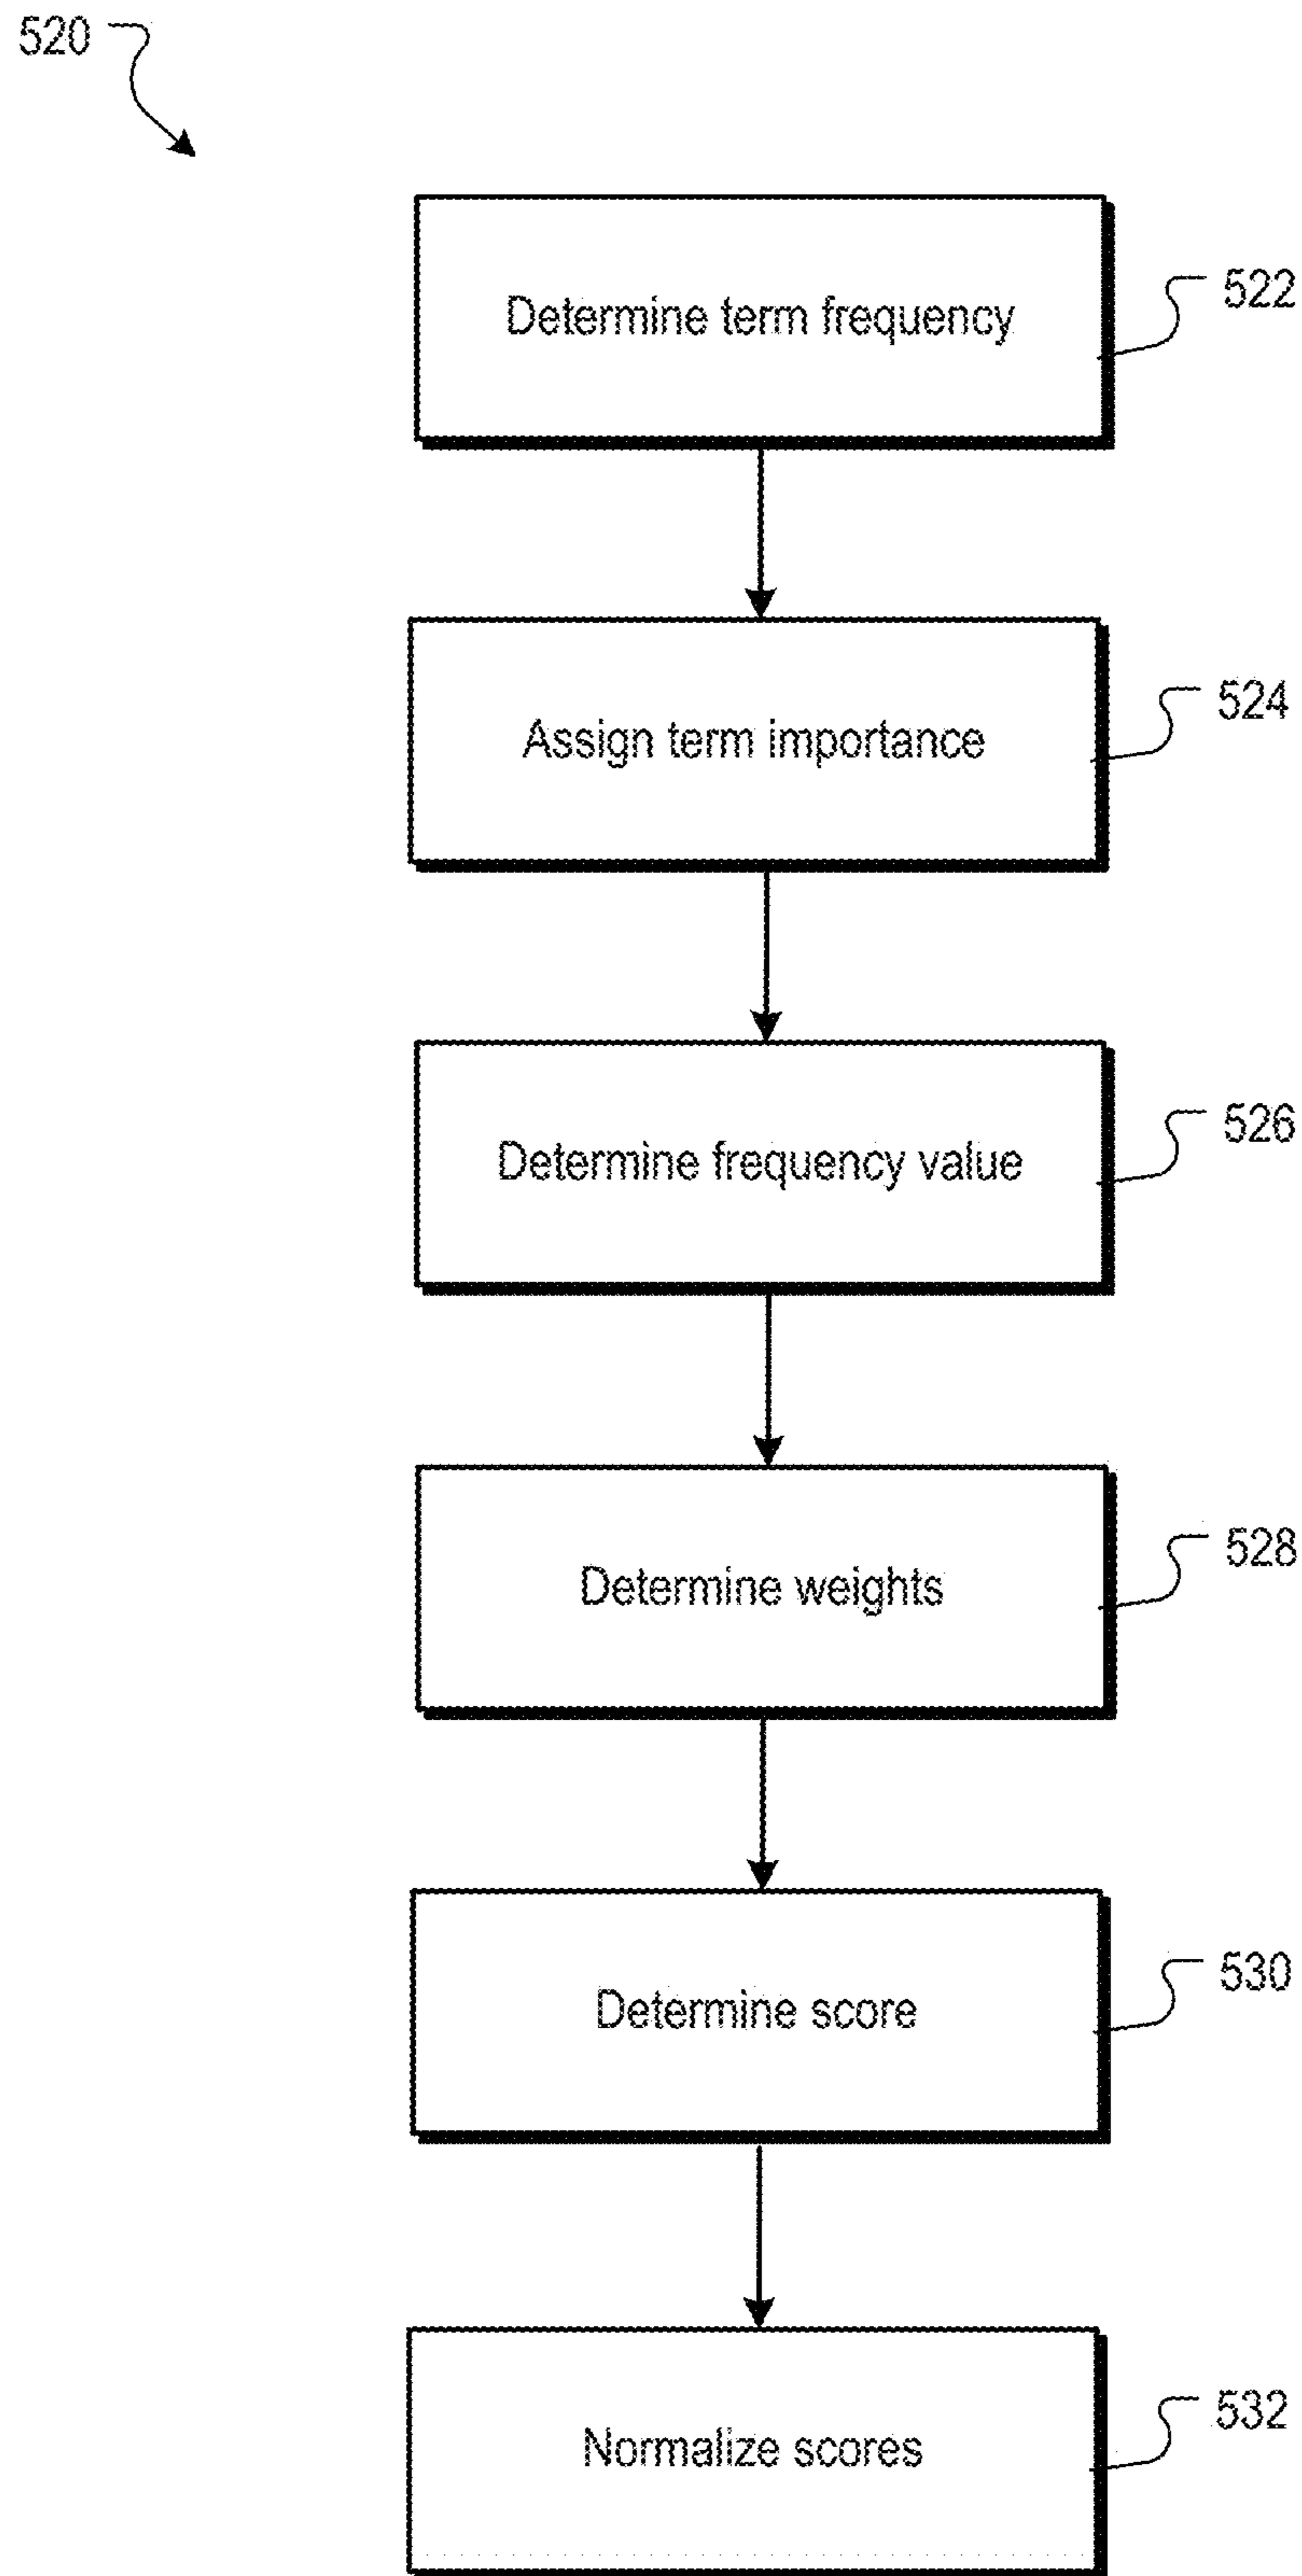 520
Determine term frequency
522
Assign term importance
524
Determine frequency value
526
Determine weights
528
Determine score
530
Normalize scores
532